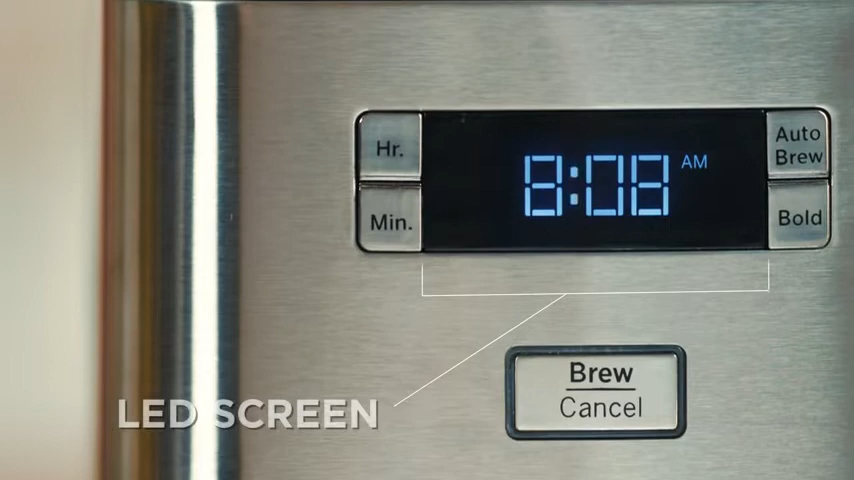 Hr.
Min.
8:08 AM
Auto
Brew
Bold
Brew
Cancel
LED SCREEN